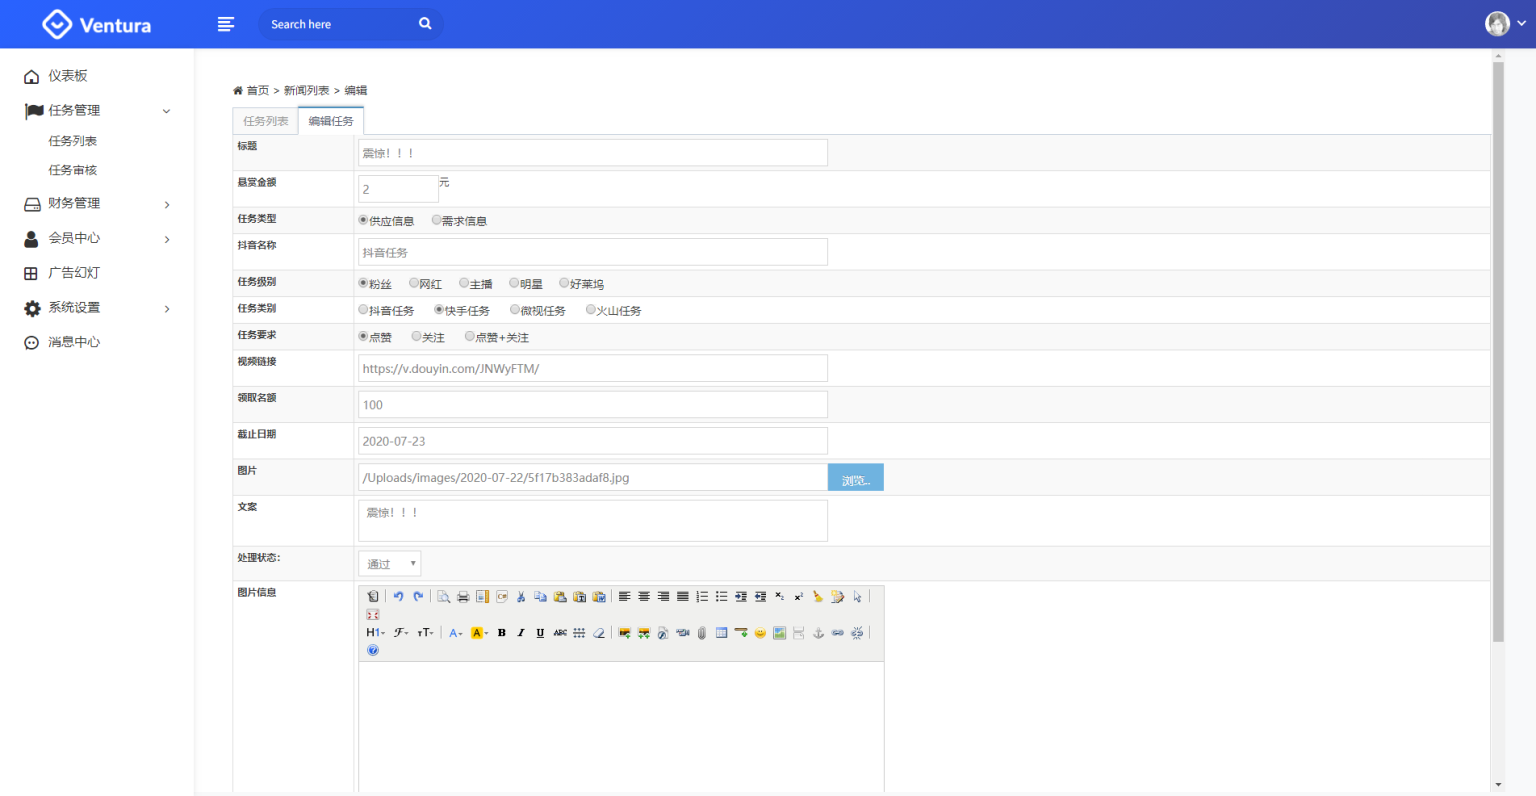 Ventura
Search here
仪表板
任务管理
任务列表
任务审核
财务管理
会员中心
广告幻灯
系统设置
消息中心
首页 > 新闻列表 > 编辑
任务列表 编辑任务
标题 震惊！！！
悬赏金额 2 元
任务类型 供应信息 需求信息
抖音名称 抖音任务
任务级别 粉丝 网红 主播 明星 好莱坞
任务类别 抖音任务 快手任务 微视任务 火山任务
任务要求 点赞 关注 点赞+关注
视频链接 https://v.douyin.com/JNWyFTM/
领取名额 100
截止日期 2020-07-23
图片 /Uploads/images/2020-07-22/5f17b383adaf8.jpg 浏览..
文案 震惊！！！
处理状态： 通过
图片信息
H1 F тT A A B I U ABC